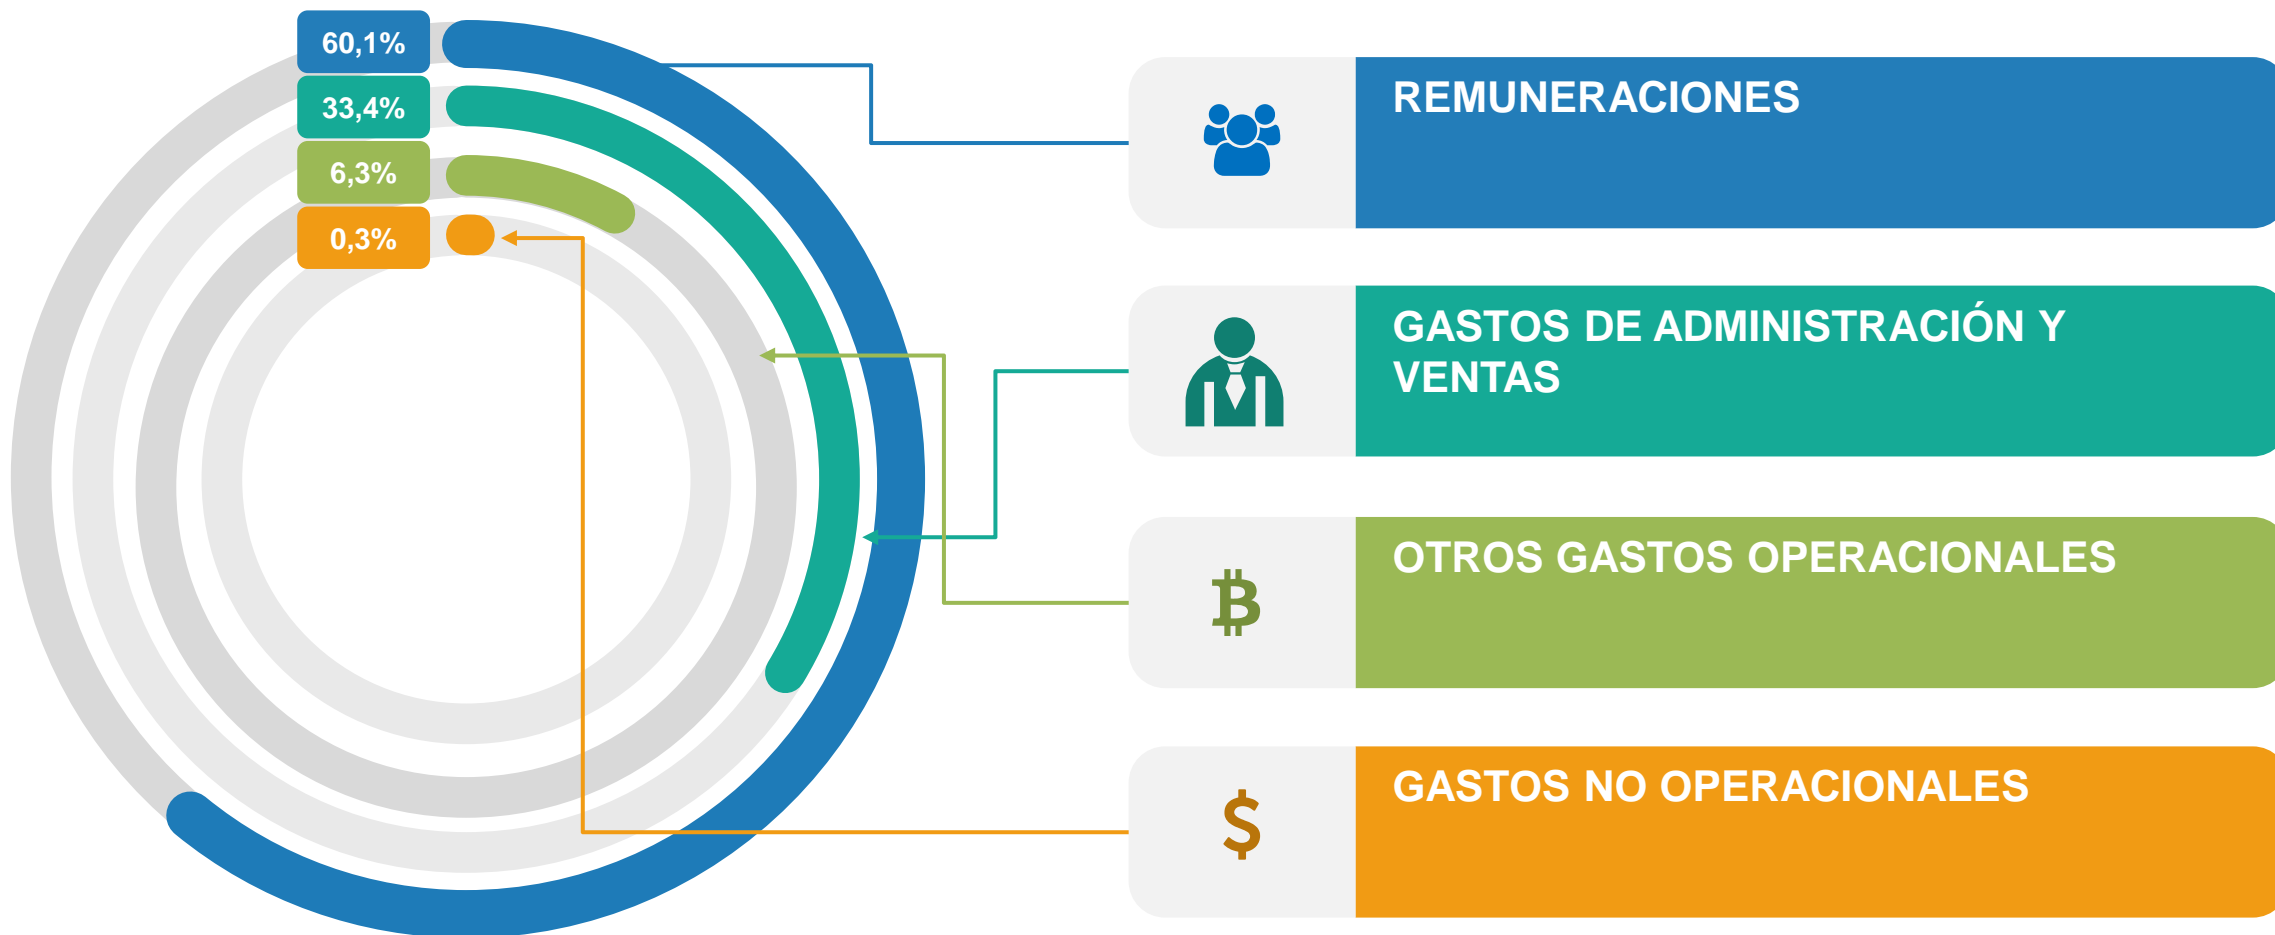 60,1%
33,4%
6,3%
0,3%
REMUNERACIONES
GASTOS DE ADMINISTRACIÓN Y
VENTAS
OTROS GASTOS OPERACIONALES
GASTOS NO OPERACIONALES